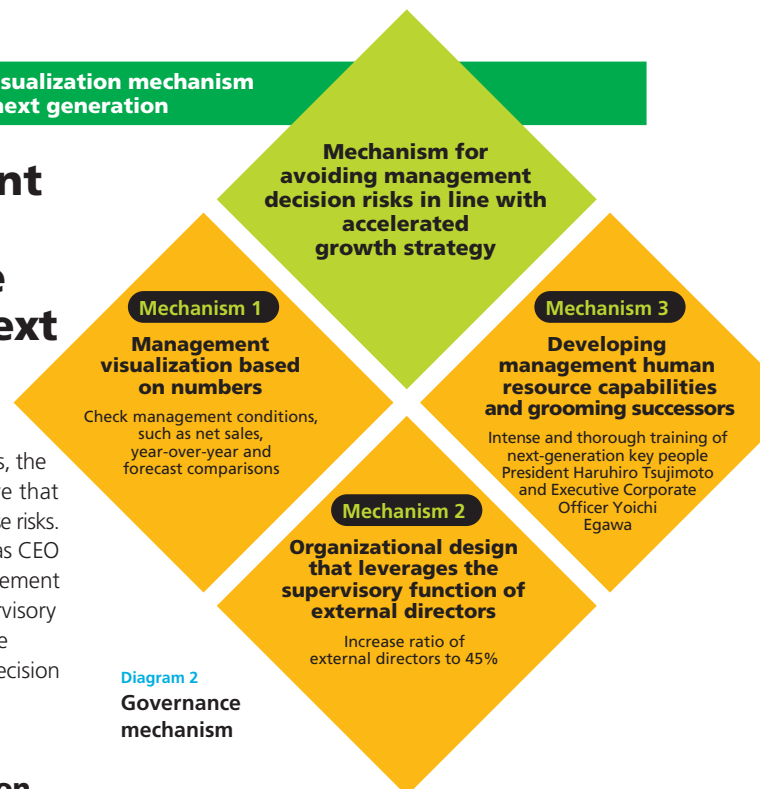 sualization mechanism
next generation
nt
e
ext
s, the
e that
se risks.
as CEO
ement
rvisory
e
ecision
on
Mechanism for
avoiding management
decision risks in line with
accelerated
growth strategy
Mechanism 1
Management
visualization based
on numbers
Check management conditions,
such as net sales,
year-over-year and
forecast comparisons
Mechanism 3
Developing
management human
resource capabilities
and grooming successors
Intense and thorough training of
next-generation key people
President Haruhiro Tsujimoto
and Executive Corporate
Officer Yoichi
Egawa
Mechanism 2
Organizational design
that leverages the
supervisory function of
external directors
Increase ratio of
external directors to 45%
Diagram 2
Governance
mechanism